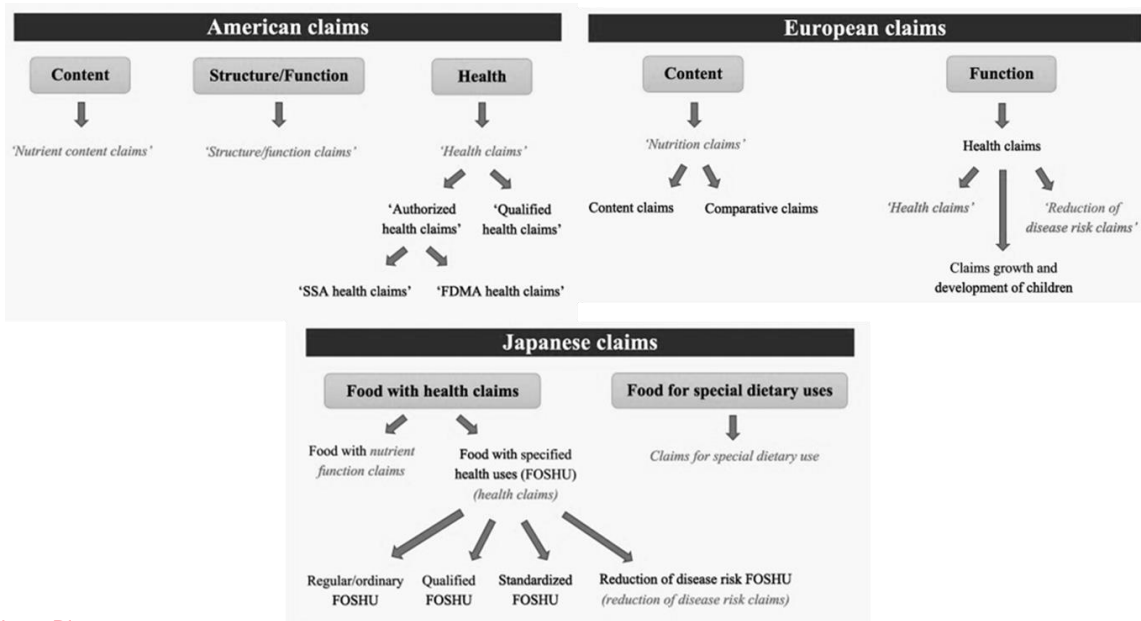 American claims
Content
Structure/Function
Health
'Nutrient content claims'
'Structure/function claims'
'Health claims'
'Authorized
health claims'
'Qualified
health claims'
'SSA health claims'
'FDMA health claims'
European claims
Content
Function
'Nutrition claims'
Health claims
Content claims
Comparative claims
'Health claims'
'Reduction of
disease risk claims'
Claims growth and
development of children
Japanese claims
Food with health claims
Food for special dietary uses
Food with nutrient
function claims
Food with specified
health uses (FOSHU)
(health claims)
Claims for special dietary use
Regular/ordinary
FOSHU
Qualified
FOSHU
Standardized
FOSHU
Reduction of disease risk FOSHU
(reduction of disease risk claims)